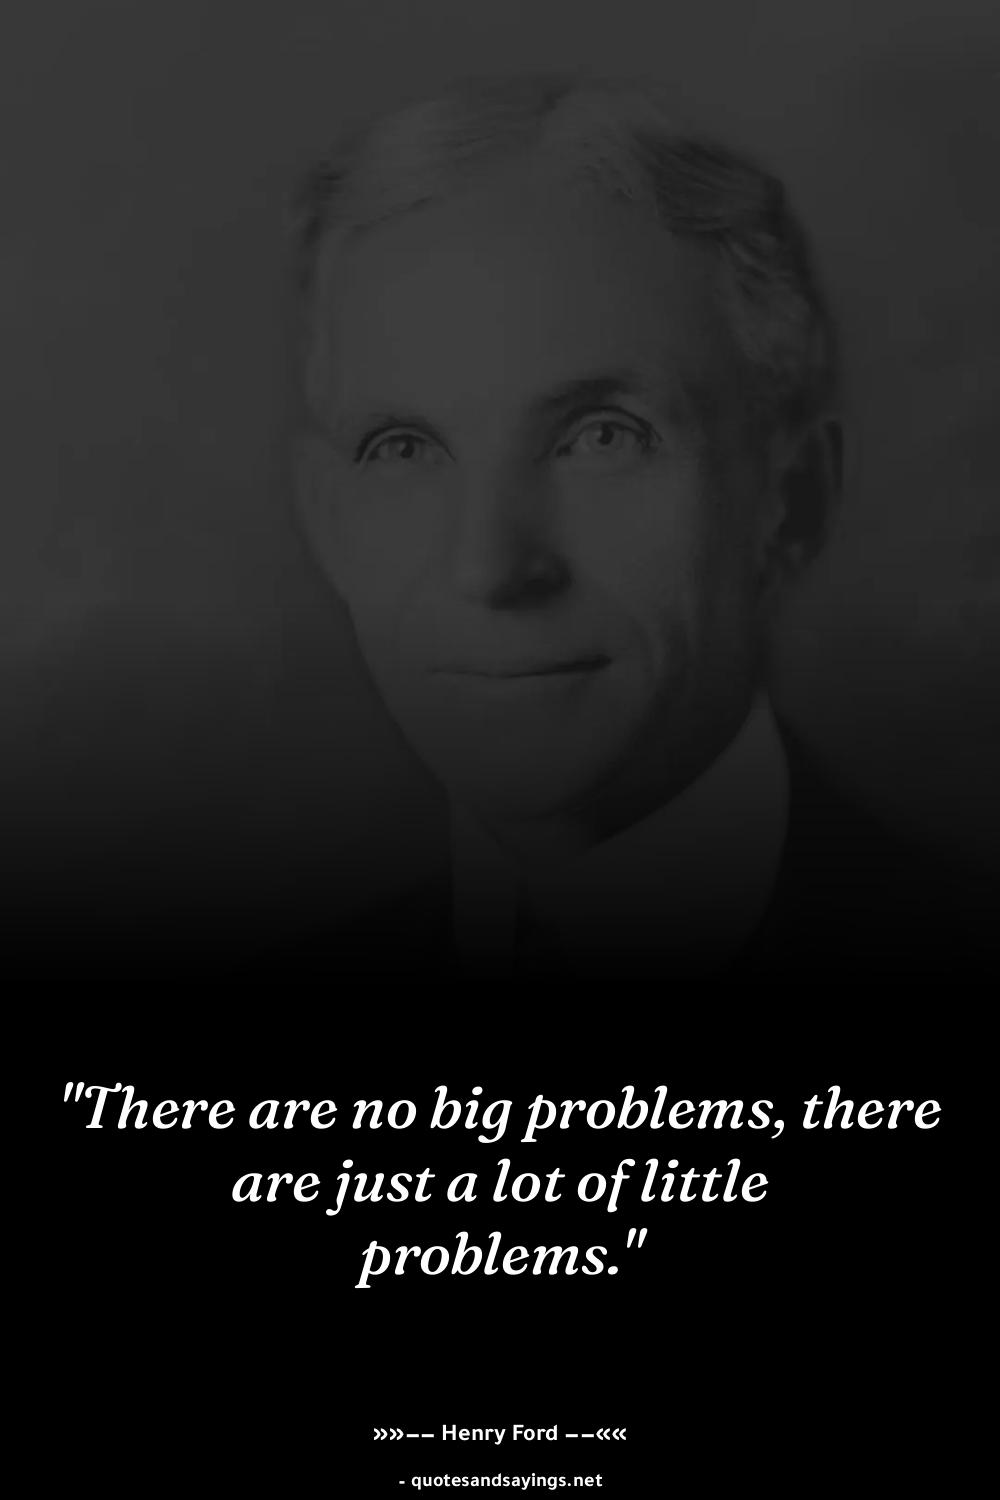 "There are no big problems, there
are just a lot of little
problems."
»»–– Henry Ford ––««
- quotesandsayings.net